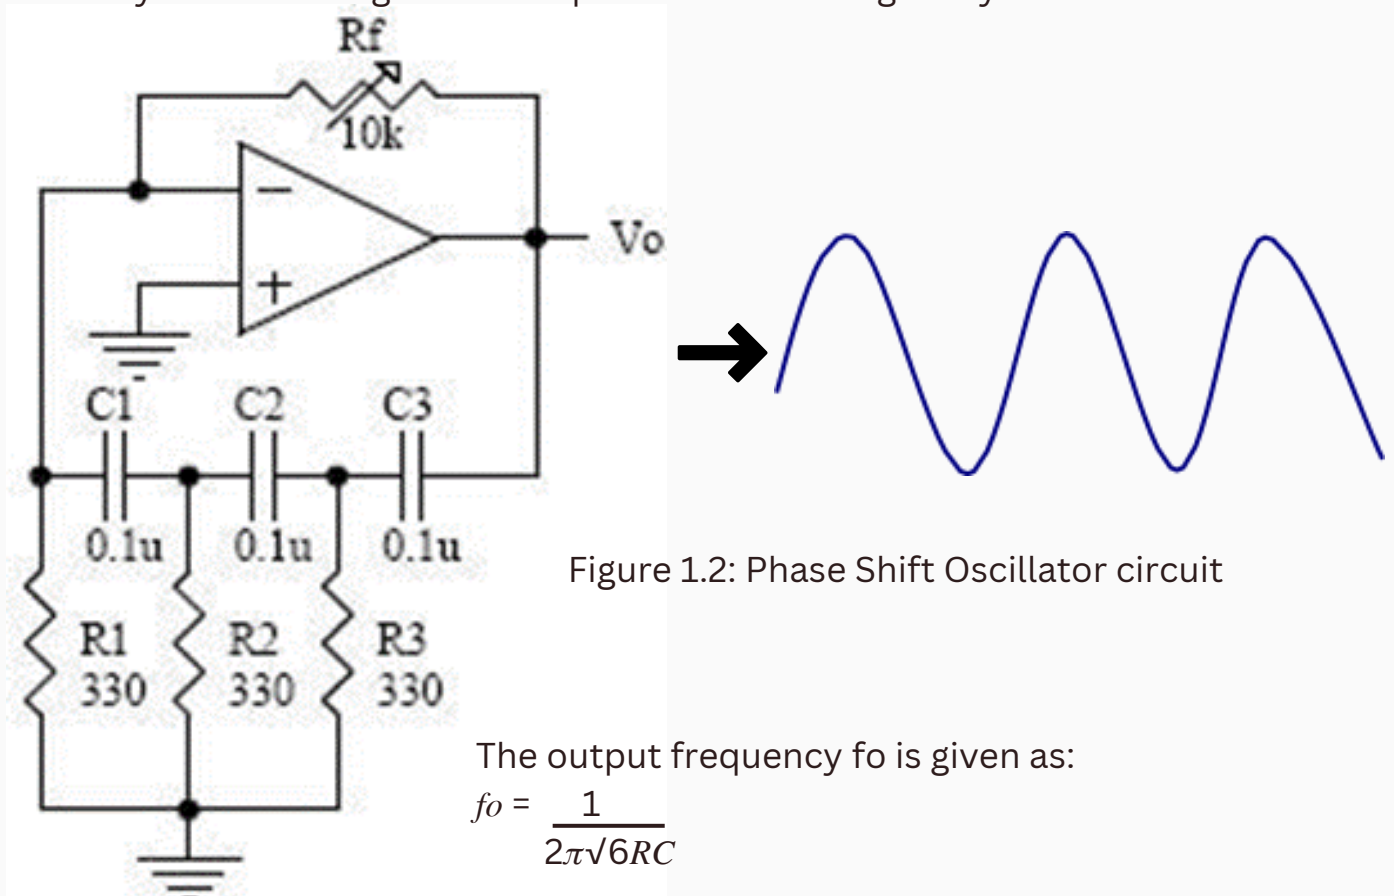 Rf
10k
−
+
Vo
C1 C2 C3
0.1u 0.1u 0.1u
Figure 1.2: Phase Shift Oscillator circuit
R1 R2 R3
330 330 330
The output frequency fo is given as:
fo = 1
2π√6RC